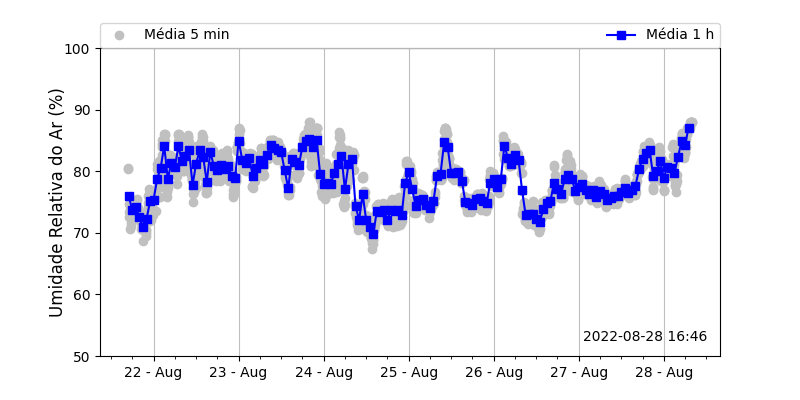 Média 5 min
Média 1 h
Umidade Relativa do Ar (%)
100
90
80
70
60
50
2022-08-28 16:46
22 - Aug
23 - Aug
24 - Aug
25 - Aug
26 - Aug
27 - Aug
28 - Aug